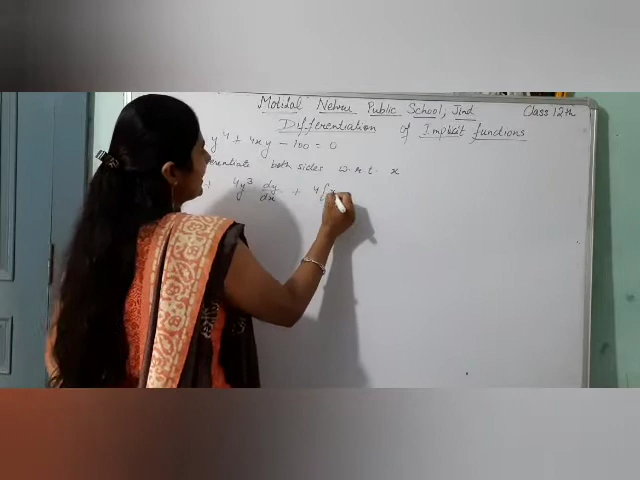 Motilal Nehru Public School, Jind Class 12th
Differentiation of Implicit functions
y⁴ + 4xy - 100 = 0
erentiate both sides w.r.t. x
+ 4y³ dy/dx + 4[x